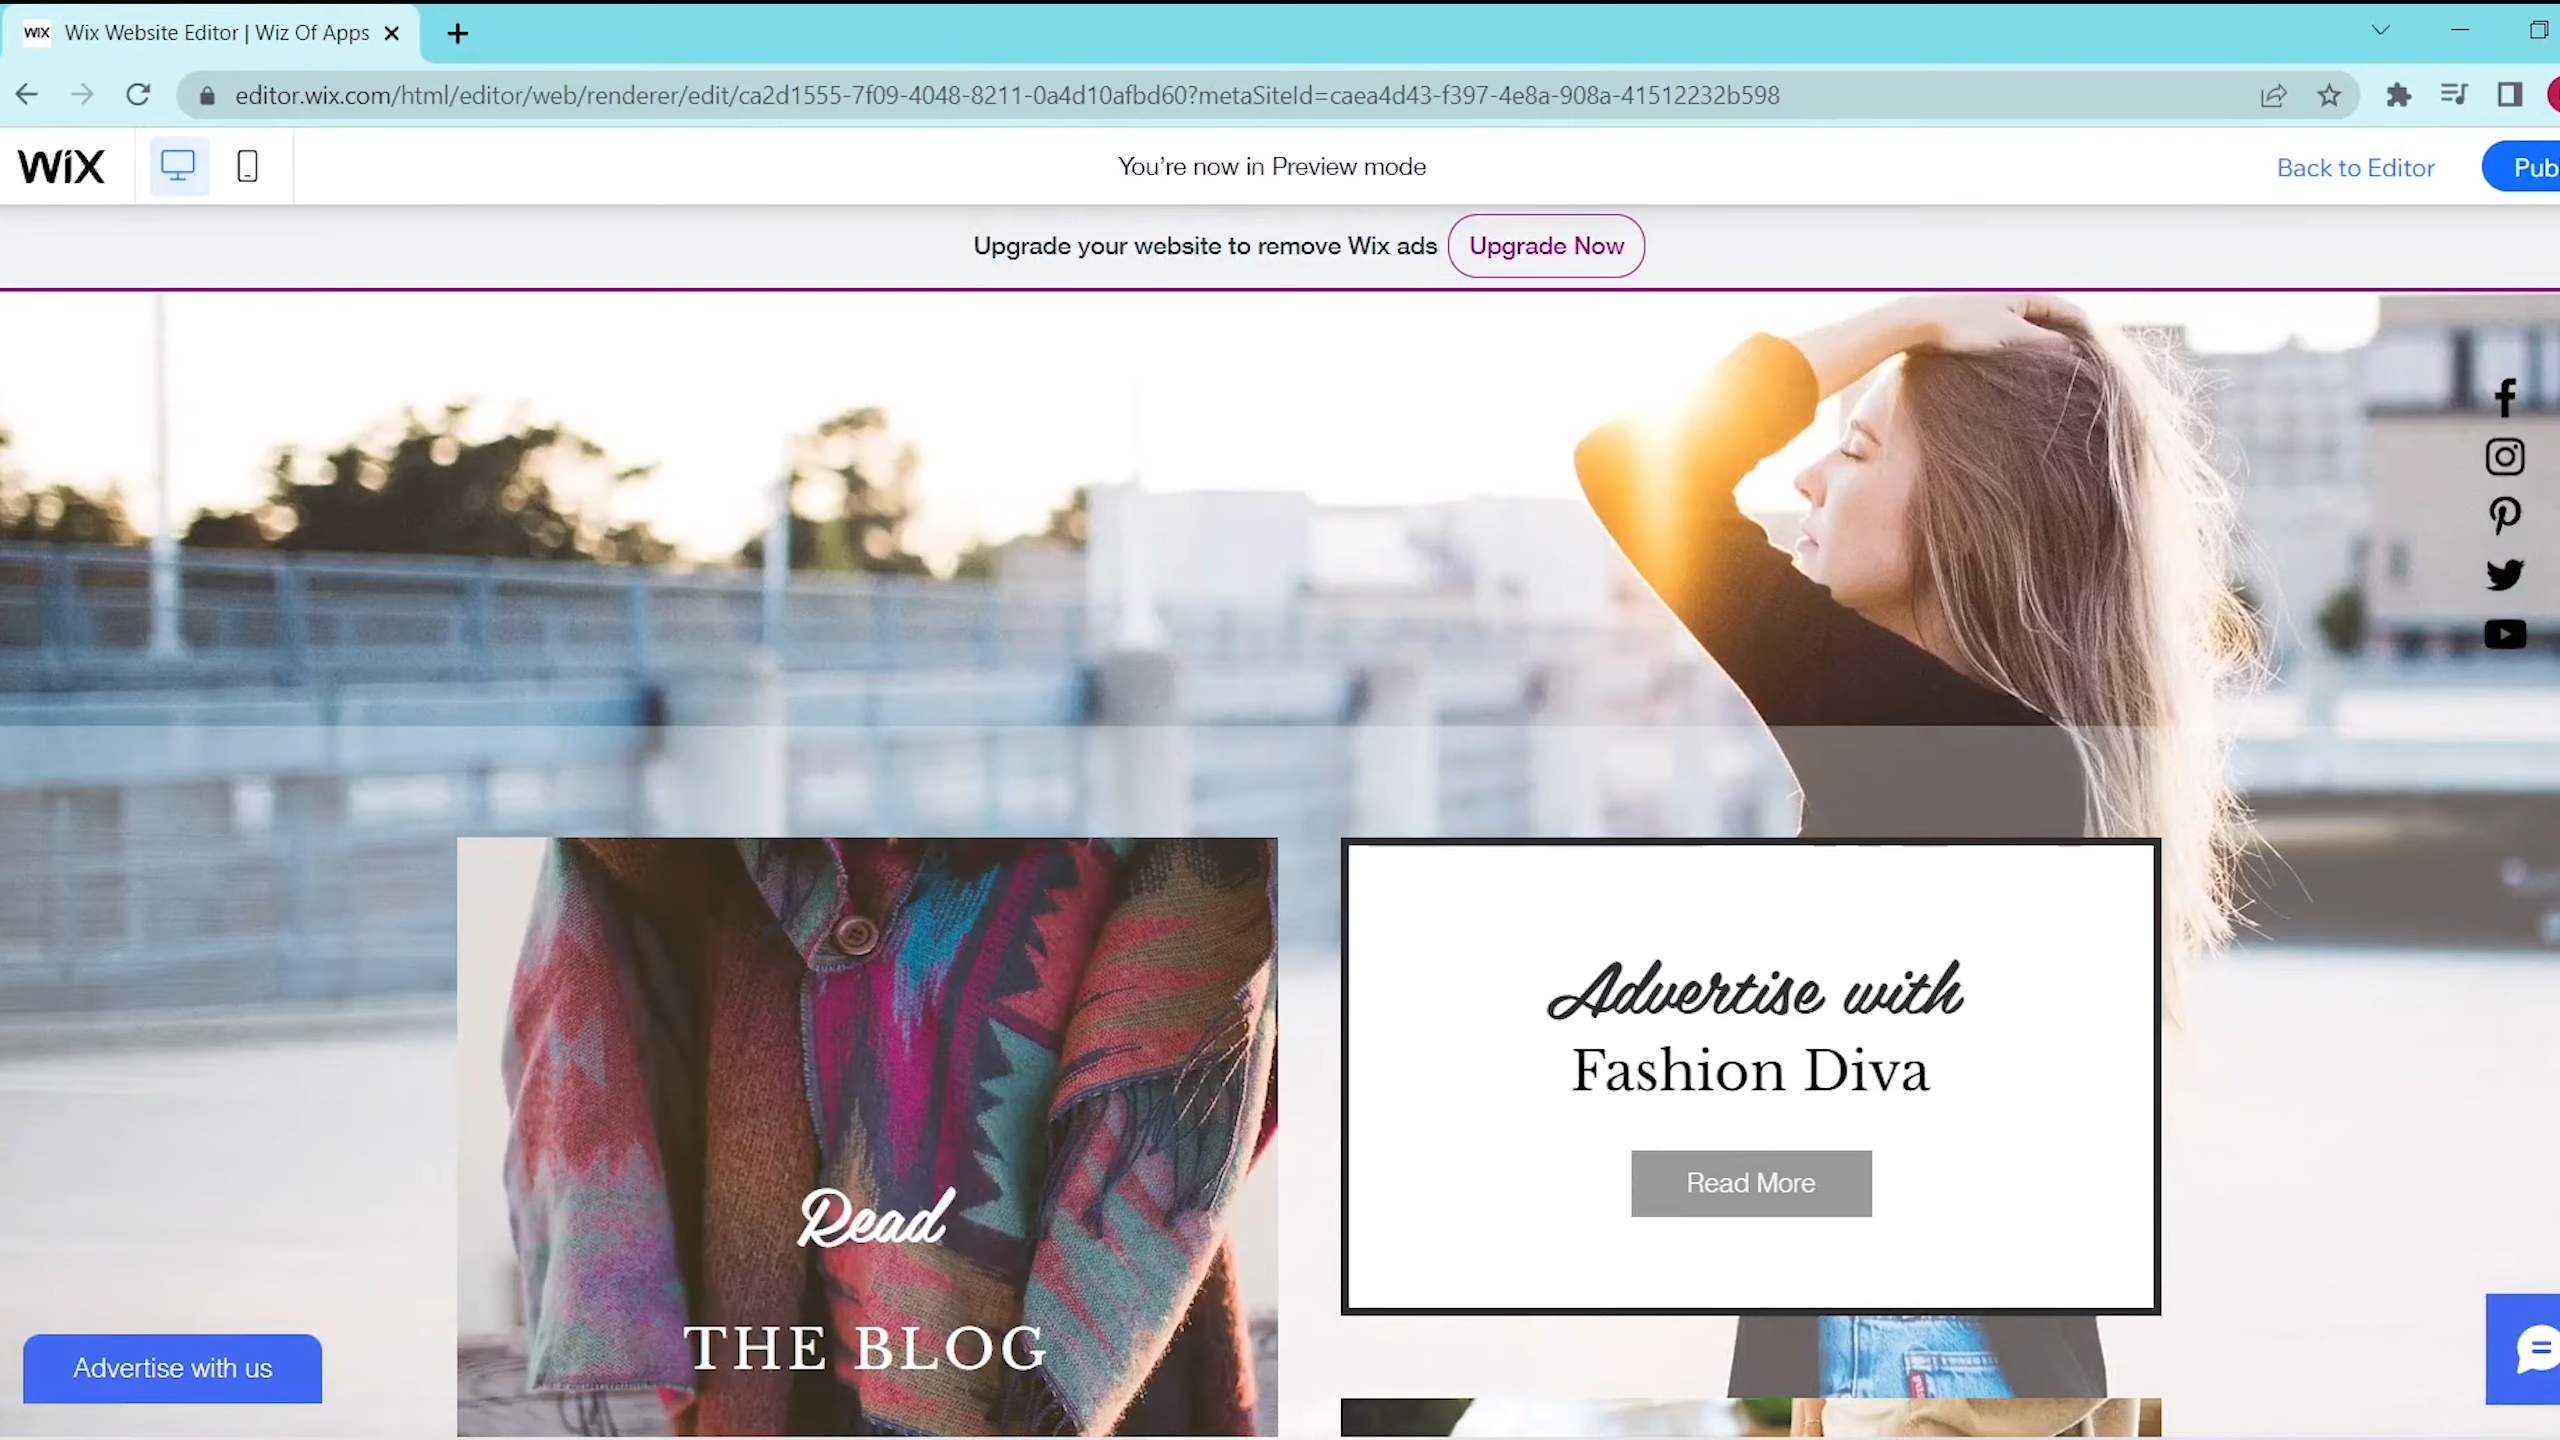 WiX Wix Website Editor | Wiz Of Apps
editor.wix.com/html/editor/web/renderer/edit/ca2d1555-7f09-4048-8211-0a4d10afbd60?metaSiteId=caea4d43-f397-4e8a-908a-41512232b598
WiX
You're now in Preview mode
Back to Editor
Pub
Upgrade your website to remove Wix ads
Upgrade Now
Advertise with
Fashion Diva
Read More
Read
THE BLOG
Advertise with us